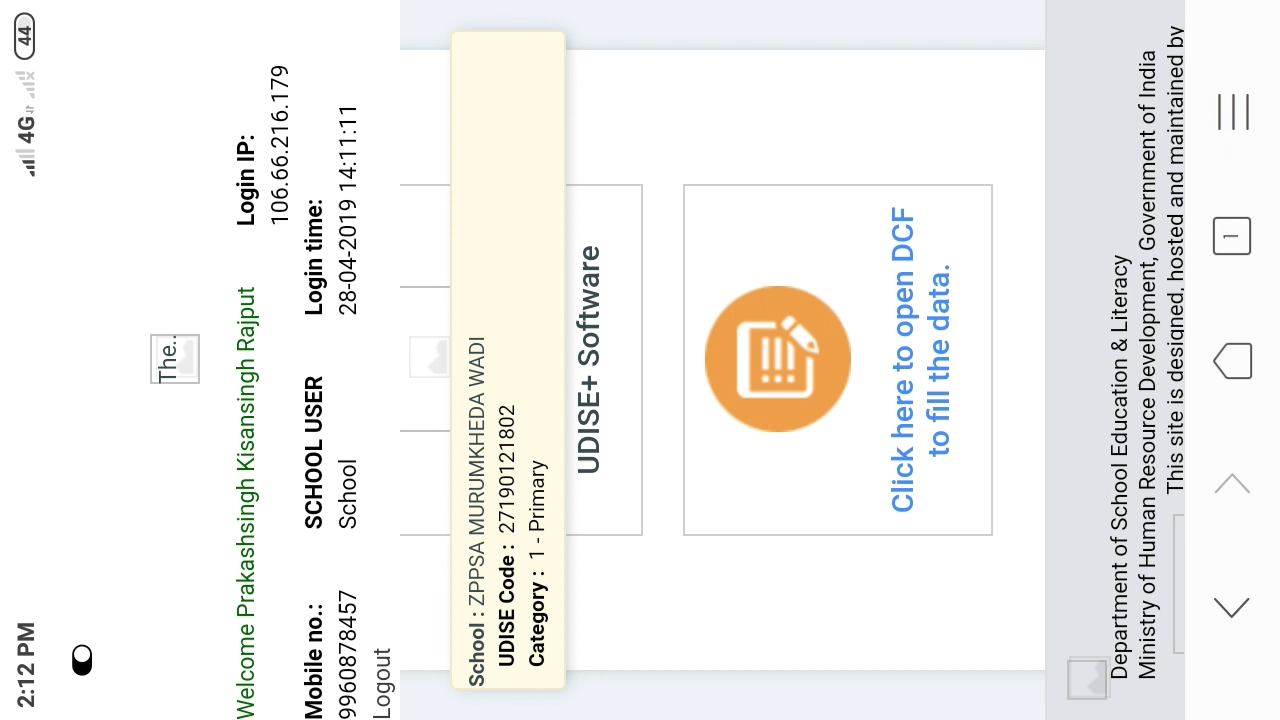 2:12 PM
4G
44
The..
Welcome Prakashsingh Kisansingh Rajput
Login IP:
106.66.216.179
Mobile no.:
9960878457
SCHOOL USER
School
Login time:
28-04-2019 14:11:11
Logout
School : ZPPSA MURUMKHEDA WADI
UDISE Code : 27190121802
Category : 1 - Primary
UDISE+ Software
Click here to open DCF
to fill the data.
Department of School Education & Literacy
Ministry of Human Resource Development, Government of India
This site is designed, hosted and maintained by
1